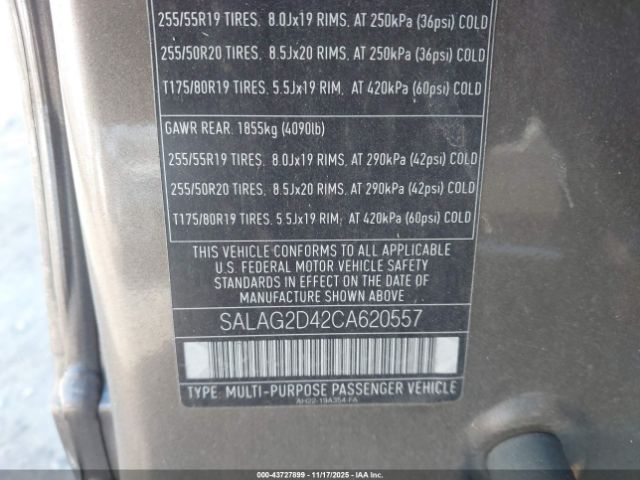 255/55R19 TIRES. 8.0Jx19 RIMS, AT 250kPa (36psi) COLD
255/50R20 TIRES. 8.5Jx20 RIMS, AT 250kPa (36psi) COLD
T175/80R19 TIRES. 5.5Jx19 RIM, AT 420kPa (60psi) COLD
GAWR REAR. 1855kg (4090lb)
255/55R19 TIRES. 8.0Jx19 RIMS, AT 290kPa (42psi) COLD
255/50R20 TIRES. 8.5Jx20 RIMS, AT 290kPa (42psi) COLD
T175/80R19 TIRES. 5.5Jx19 RIM, AT 420kPa (60psi) COLD
THIS VEHICLE CONFORMS TO ALL APPLICABLE
U.S. FEDERAL MOTOR VEHICLE SAFETY
STANDARDS IN EFFECT ON THE DATE OF
MANUFACTURE SHOWN ABOVE
SALAG2D42CA620557
TYPE: MULTI-PURPOSE PASSENGER VEHICLE
AH22-19A354-FA
00-43727899 | 11/17/2025 | © IAA, LLC